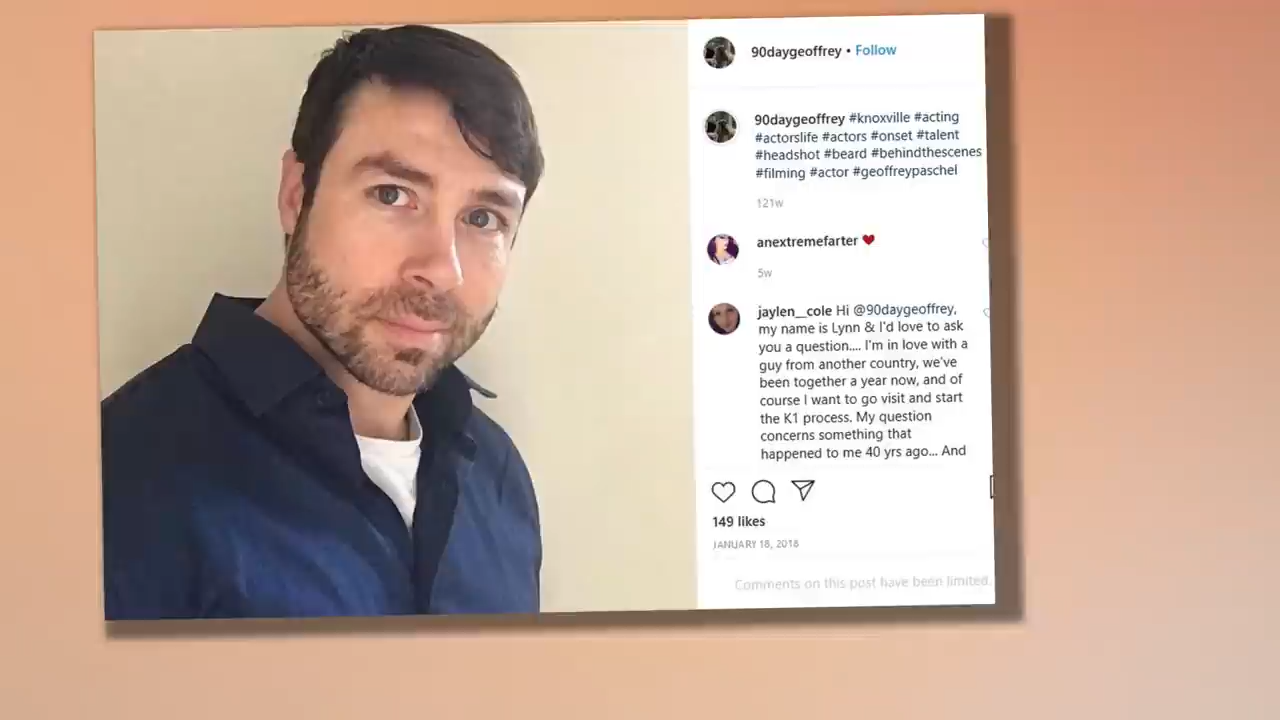 90daygeoffrey • Follow
90daygeoffrey #knoxville #acting
#actorslife #actors #onset #talent
#headshot #beard #behindthescenes
#filming #actor #geoffreypaschel
121w
anextremefarter ❤
5w
jaylen__cole Hi @90daygeoffrey,
my name is Lynn & I'd love to ask
you a question.... I'm in love with a
guy from another country, we've
been together a year now, and of
course I want to go visit and start
the K1 process. My question
concerns something that
happened to me 40 yrs ago... And
149 likes
JANUARY 18, 2018
Comments on this post have been limited.